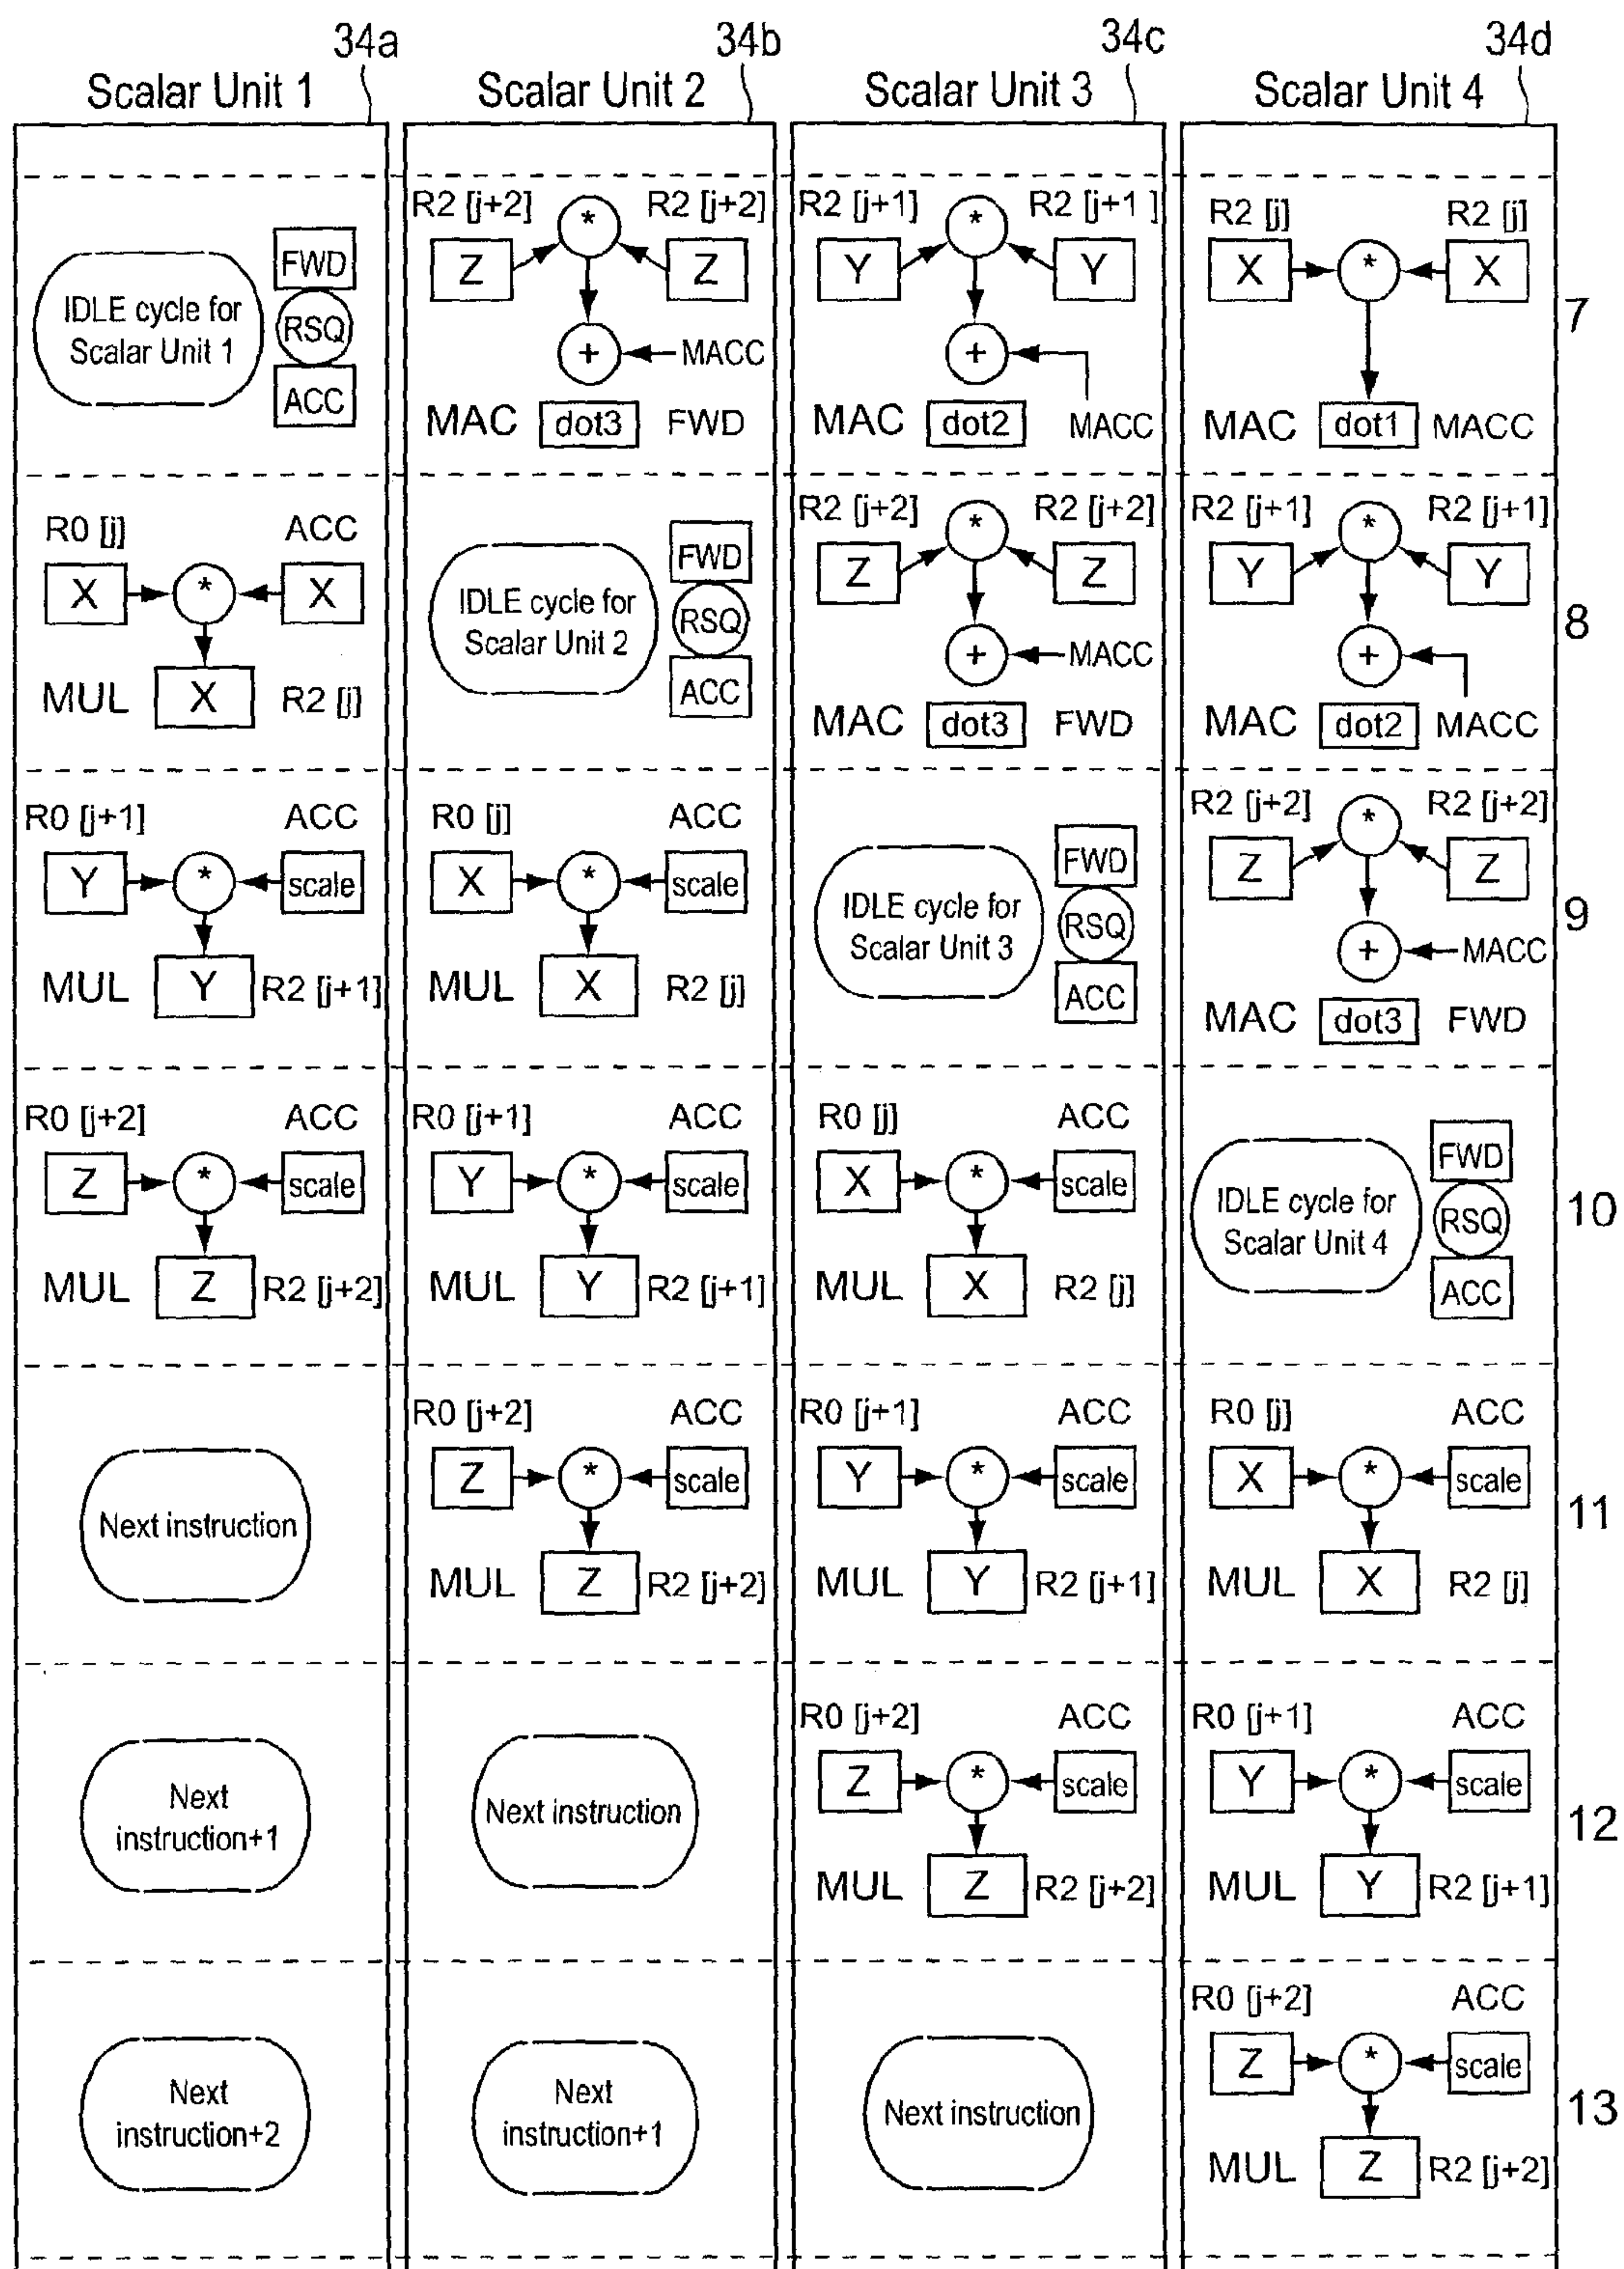 34a
34b
34c
34d
Scalar Unit 1
Scalar Unit 2
Scalar Unit 3
Scalar Unit 4
IDLE cycle for
Scalar Unit 1
FWD
RSQ
ACC
R2 [j+2] * R2 [j+2]
Z Z
+ MACC
MAC dot3 FWD
R2 [j+1] * R2 [j+1 ]
Y Y
+
MAC dot2 MACC
R2 [j] R2 [j]
X * X
MAC dot1 MACC
7
R0 [j] ACC
X * X
MUL X R2 [j]
IDLE cycle for
Scalar Unit 2
FWD
RSQ
ACC
R2 [j+2] * R2 [j+2]
Z Z
+ MACC
MAC dot3 FWD
R2 [j+1] * R2 [j+1]
Y Y
+
MAC dot2 MACC
8
R0 [j+1] ACC
Y * scale
MUL Y R2 [j+1]
R0 [j] ACC
X * scale
MUL X R2 [j]
IDLE cycle for
Scalar Unit 3
FWD
RSQ
ACC
R2 [j+2] * R2 [j+2]
Z Z
+ MACC
MAC dot3 FWD
9
R0 [j+2] ACC
Z * scale
MUL Z R2 [j+2]
R0 [j+1] ACC
Y * scale
MUL Y R2 [j+1]
R0 [j] ACC
X * scale
MUL X R2 [j]
IDLE cycle for
Scalar Unit 4
FWD
RSQ
ACC
10
Next instruction
R0 [j+2] ACC
Z * scale
MUL Z R2 [j+2]
R0 [j+1] ACC
Y * scale
MUL Y R2 [j+1]
R0 [j] ACC
X * scale
MUL X R2 [j]
11
Next
instruction+1
Next instruction
R0 [j+2] ACC
Z * scale
MUL Z R2 [j+2]
R0 [j+1] ACC
Y * scale
MUL Y R2 [j+1]
12
Next
instruction+2
Next
instruction+1
Next instruction
R0 [j+2] ACC
Z * scale
MUL Z R2 [j+2]
13